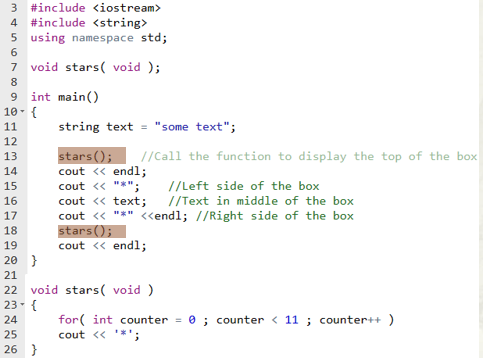 3 #include <iostream>
4 #include <string>
5 using namespace std;
6
7 void stars( void );
8
9 int main()
10 {
11     string text = "some text";
12
13     stars();  //Call the function to display the top of the box
14     cout << endl;
15     cout << "*";    //Left side of the box
16     cout << text;   //Text in middle of the box
17     cout << "*" <<endl; //Right side of the box
18     stars();
19     cout << endl;
20 }
21
22 void stars( void )
23 {
24     for( int counter = 0 ; counter < 11 ; counter++ )
25     cout << '*';
26 }